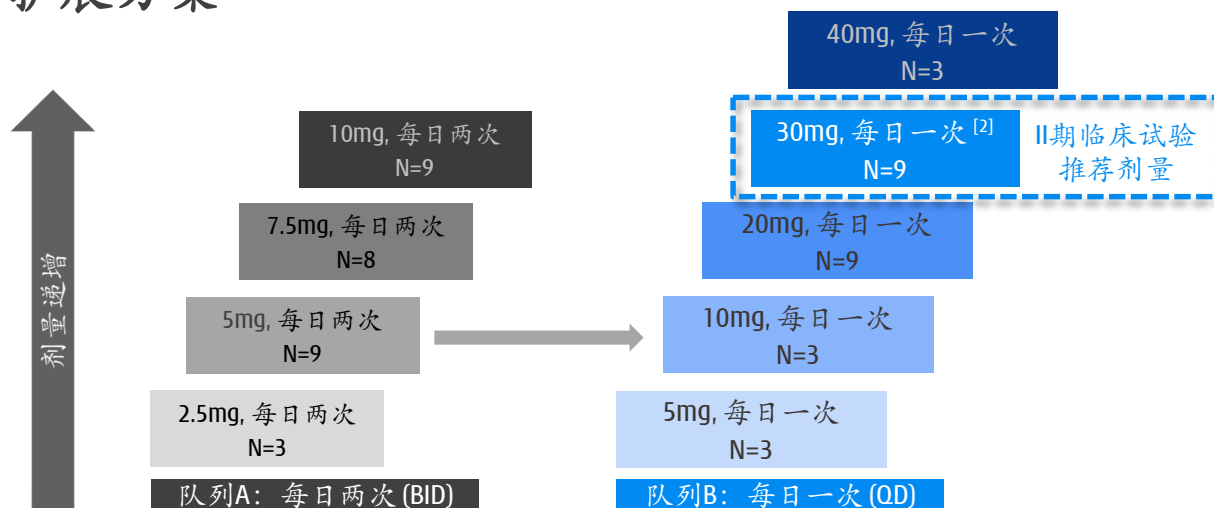 扩展方案
40mg, 每日一次
N=3
10mg, 每日两次
N=9
30mg, 每日一次 [2]
N=9
II期临床试验
推荐剂量
7.5mg, 每日两次
N=8
20mg, 每日一次
N=9
剂量递增
5mg, 每日两次
N=9
10mg, 每日一次
N=3
2.5mg, 每日两次
N=3
5mg, 每日一次
N=3
队列A：每日两次 (BID)
队列B：每日一次 (QD)